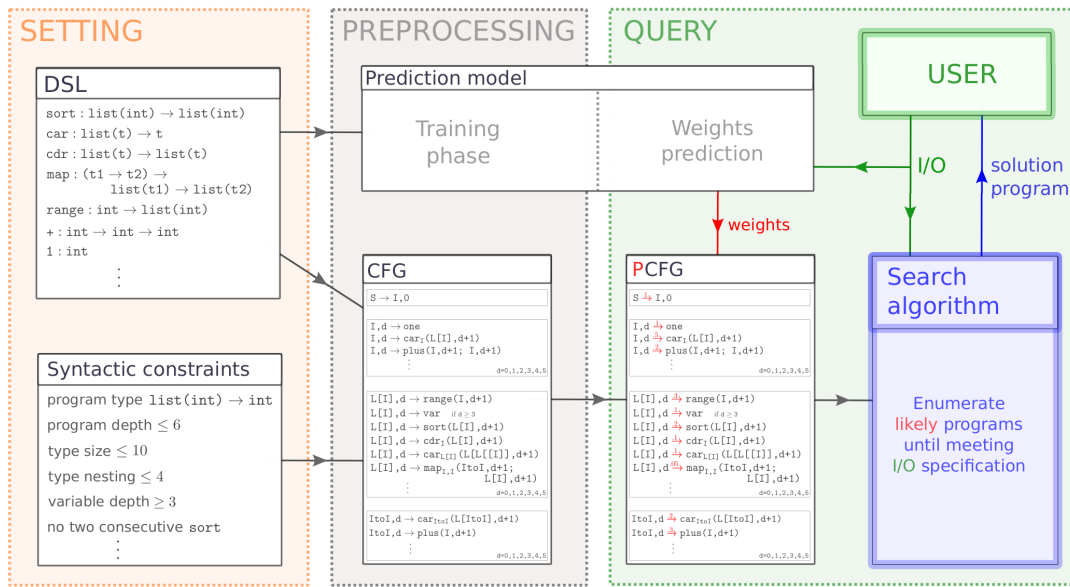 SETTING
DSL
sort : list(int) → list(int)
car : list(t) → t
cdr : list(t) → list(t)
map : (t1 → t2) →
list(t1) → list(t2)
range : int → list(int)
+ : int → int → int
1 : int
⋮
Syntactic constraints
program type list(int) → int
program depth ≤ 6
type size ≤ 10
type nesting ≤ 4
variable depth ≥ 3
no two consecutive sort
⋮
PREPROCESSING
Prediction model
Training
phase
Weights
prediction
CFG
S → I,0
I,d → one
I,d → car_I(L[I],d+1)
I,d → plus(I,d+1; I,d+1)
⋮
d=0,1,2,3,4,5
L[I],d → range(I,d+1)
L[I],d → var if d ≥ 3
L[I],d → sort(L[I],d+1)
L[I],d → cdr_I(L[I],d+1)
L[I],d → car_L[I](L[L[I]],d+1)
L[I],d → map_I,I(ItoI,d+1;
L[I],d+1)
⋮
d=0,1,2,3,4,5
ItoI,d → car_ItoI(L[ItoI],d+1)
ItoI,d → plus(I,d+1)
⋮
d=0,1,2,3,4,5
QUERY
USER
I/O
solution
program
weights
PCFG
S → I,0
I,d → one
I,d → car_I(L[I],d+1)
I,d → plus(I,d+1; I,d+1)
⋮
d=0,1,2,3,4,5
L[I],d → range(I,d+1)
L[I],d → var if d ≥ 3
L[I],d → sort(L[I],d+1)
L[I],d → cdr_I(L[I],d+1)
L[I],d → car_L[I](L[L[I]],d+1)
L[I],d → map_I,I(ItoI,d+1;
L[I],d+1)
⋮
d=0,1,2,3,4,5
ItoI,d → car_ItoI(L[ItoI],d+1)
ItoI,d → plus(I,d+1)
⋮
d=0,1,2,3,4,5
Search
algorithm
Enumerate
likely programs
until meeting
I/O specification